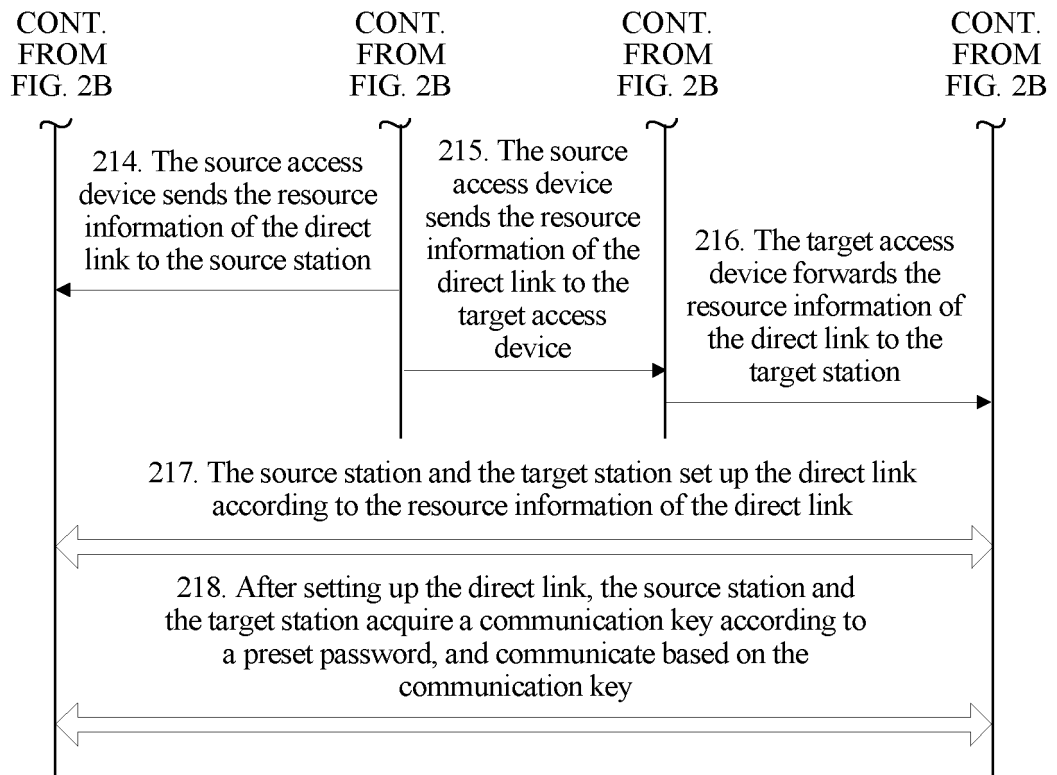 CONT.
FROM
FIG. 2B
CONT.
FROM
FIG. 2B
CONT.
FROM
FIG. 2B
CONT.
FROM
FIG. 2B
214. The source access
device sends the resource
information of the direct
link to the source station
215. The source
access device
sends the resource
information of the
direct link to the
target access
device
216. The target access
device forwards the
resource information of
the direct link to the
target station
217. The source station and the target station set up the direct link
according to the resource information of the direct link
218. After setting up the direct link, the source station and
the target station acquire a communication key according to
a preset password, and communicate based on the
communication key